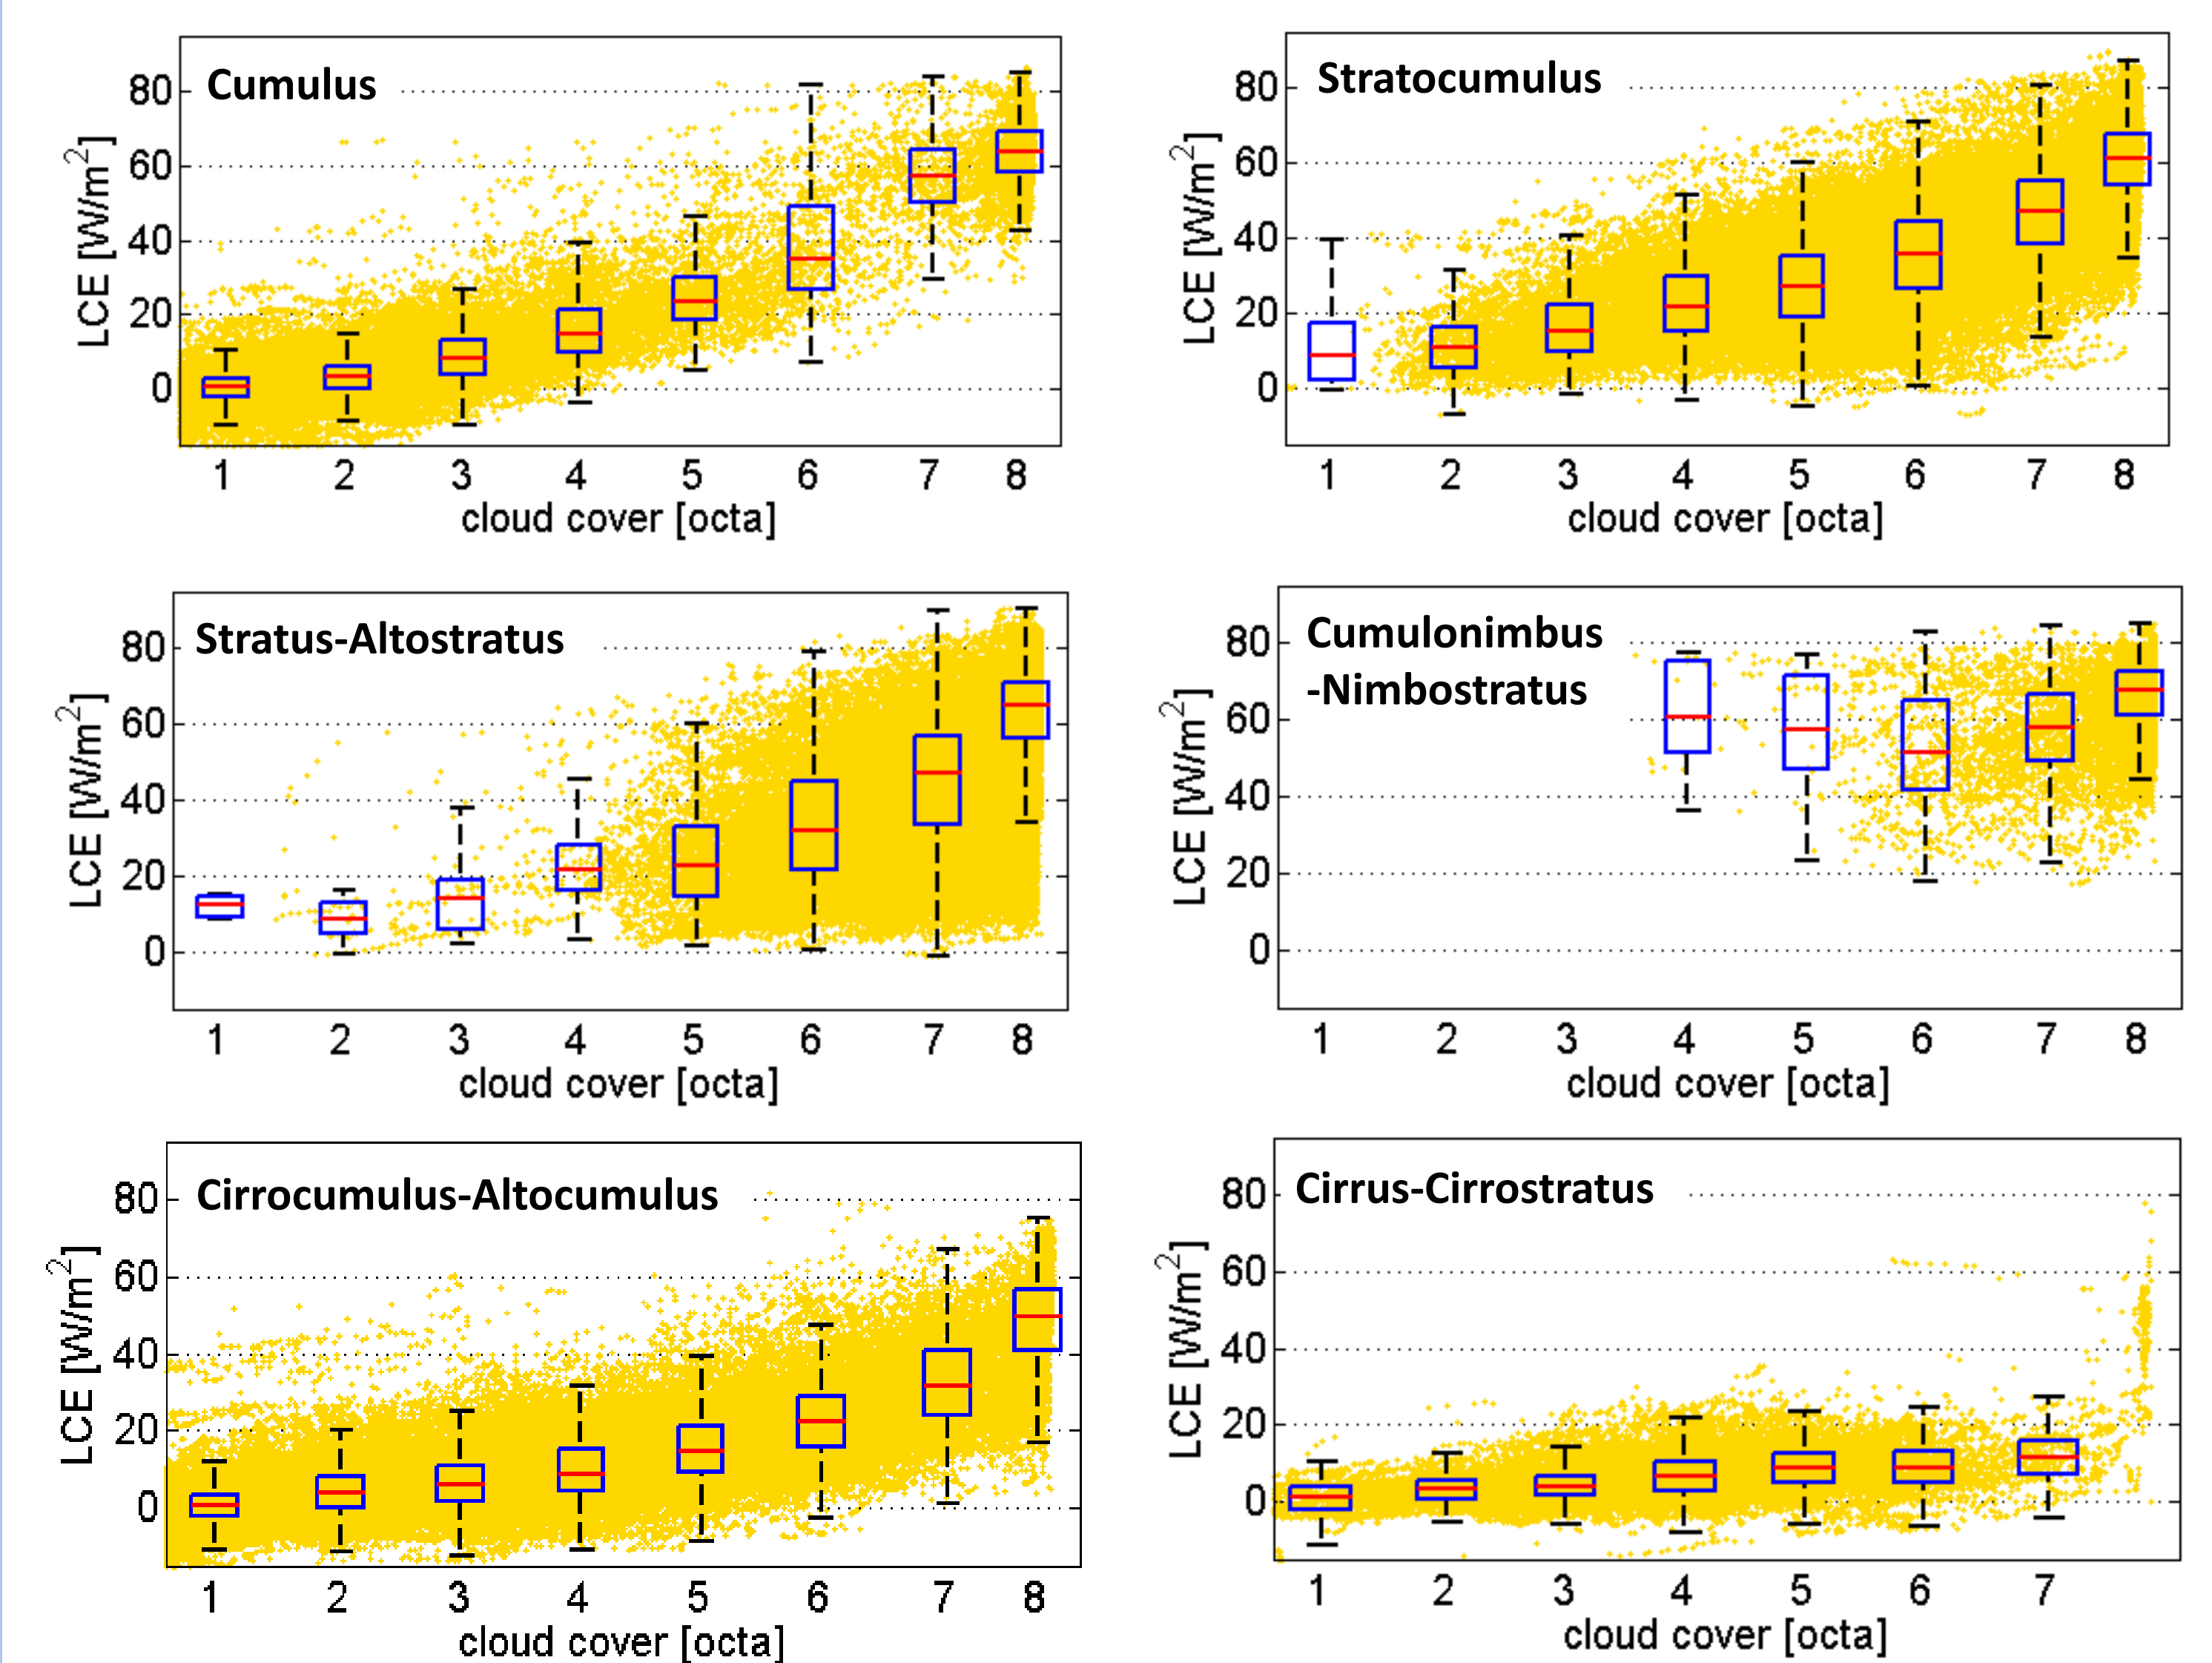 Cumulus
LCE [W/m²]
80
60
40
20
0
1 2 3 4 5 6 7 8
cloud cover [octa]
Stratocumulus
LCE [W/m²]
80
60
40
20
0
1 2 3 4 5 6 7 8
cloud cover [octa]
Stratus-Altostratus
LCE [W/m²]
80
60
40
20
0
1 2 3 4 5 6 7 8
cloud cover [octa]
Cumulonimbus
-Nimbostratus
LCE [W/m²]
80
60
40
20
0
1 2 3 4 5 6 7 8
cloud cover [octa]
Cirrocumulus-Altocumulus
LCE [W/m²]
80
60
40
20
0
1 2 3 4 5 6 7 8
cloud cover [octa]
Cirrus-Cirrostratus
LCE [W/m²]
80
60
40
20
0
1 2 3 4 5 6 7
cloud cover [octa]